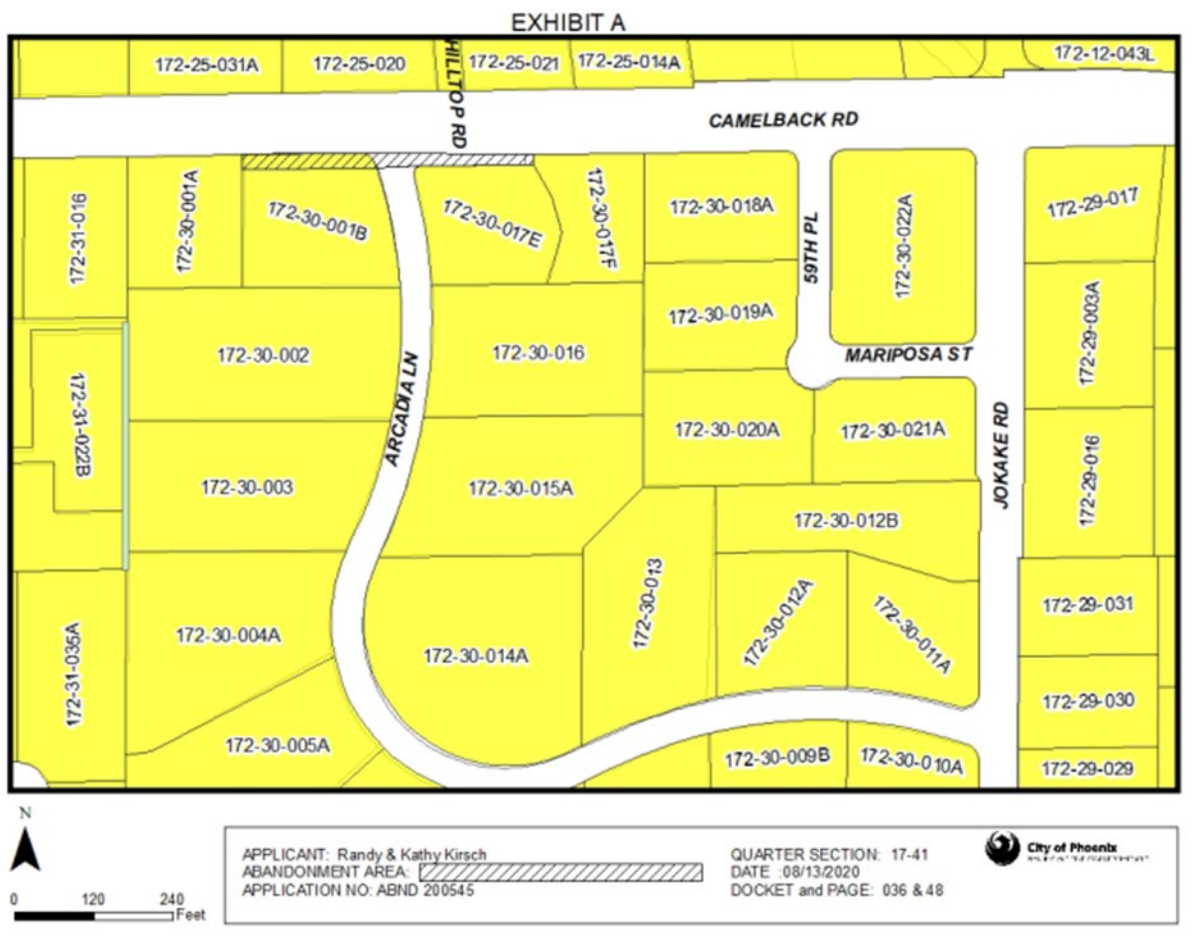 EXHIBIT A
172-25-031A
172-25-020
HILLTOP RD
172-25-021
172-25-014A
172-12-043L
CAMELBACK RD
172-31-016
172-30-001A
172-30-001B
172-30-017E
172-30-017F
172-30-018A
59TH PL
172-30-022A
172-29-017
172-30-019A
172-29-003A
172-30-002
172-30-016
MARIPOSA ST
172-31-022B
ARCADIA LN
172-30-020A
172-30-021A
JOKAKE RD
172-29-016
172-30-003
172-30-015A
172-30-012B
172-30-013
172-30-012A
172-30-011A
172-29-031
172-30-004A
172-30-014A
172-31-035A
172-29-030
172-30-005A
172-30-009B
172-30-010A
172-29-029
N
0 120 240
Feet
APPLICANT: Randy & Kathy Kirsch
ABANDONMENT AREA:
APPLICATION NO: ABND 200545
QUARTER SECTION: 17-41
DATE :08/13/2020
DOCKET and PAGE: 036 & 48
City of Phoenix